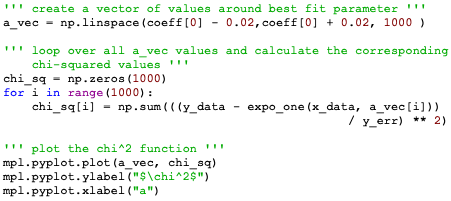 ''' create a vector of values around best fit parameter '''
a_vec = np.linspace(coeff[0] - 0.02,coeff[0] + 0.02, 1000 )
''' loop over all a_vec values and calculate the corresponding
chi-squared values '''
chi_sq = np.zeros(1000)
for i in range(1000):
chi_sq[i] = np.sum(((y_data - expo_one(x_data, a_vec[i]))
/ y_err) ** 2)
''' plot the chi^2 function '''
mpl.pyplot.plot(a_vec, chi_sq)
mpl.pyplot.ylabel("$\chi^2$")
mpl.pyplot.xlabel("a")